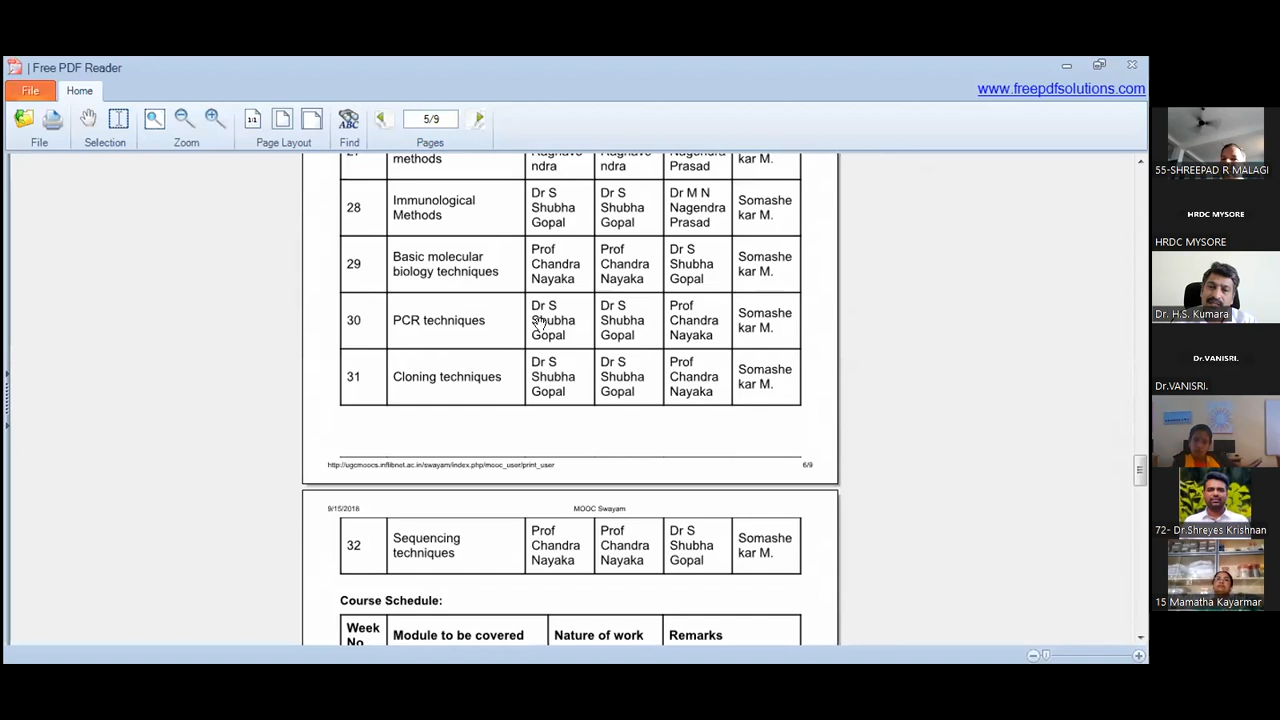 Free PDF Reader
www.freepdfsolutions.com
File
Home
1:1
ABC
5/9
File
Selection
Zoom
Page Layout
Find
Pages
methods
ndra
ndra
Prasad
kar M.
28
Immunological
Methods
Dr S
Shubha
Gopal
Dr S
Shubha
Gopal
Dr M N
Nagendra
Prasad
Somashe
kar M.
29
Basic molecular
biology techniques
Prof
Chandra
Nayaka
Prof
Chandra
Nayaka
Dr S
Shubha
Gopal
Somashe
kar M.
30
PCR techniques
Dr S
Shubha
Gopal
Dr S
Shubha
Gopal
Prof
Chandra
Nayaka
Somashe
kar M.
31
Cloning techniques
Dr S
Shubha
Gopal
Dr S
Shubha
Gopal
Prof
Chandra
Nayaka
Somashe
kar M.
http://ugcmoocs.inflibnet.ac.in/swayam/index.php/mooc_user/print_user
6/9
9/15/2018
MOOC Swayam
32
Sequencing
techniques
Prof
Chandra
Nayaka
Prof
Chandra
Nayaka
Dr S
Shubha
Gopal
Somashe
kar M.
Course Schedule:
Week
No
Module to be covered
Nature of work
Remarks
55-SHREEPAD R MALAGI
HRDC MYSORE
HRDC MYSORE
Dr. H.S. Kumara
Dr.VANISRI.
Dr.VANISRI.
72- Dr.Shreyes Krishnan
15 Mamatha Kayarmar